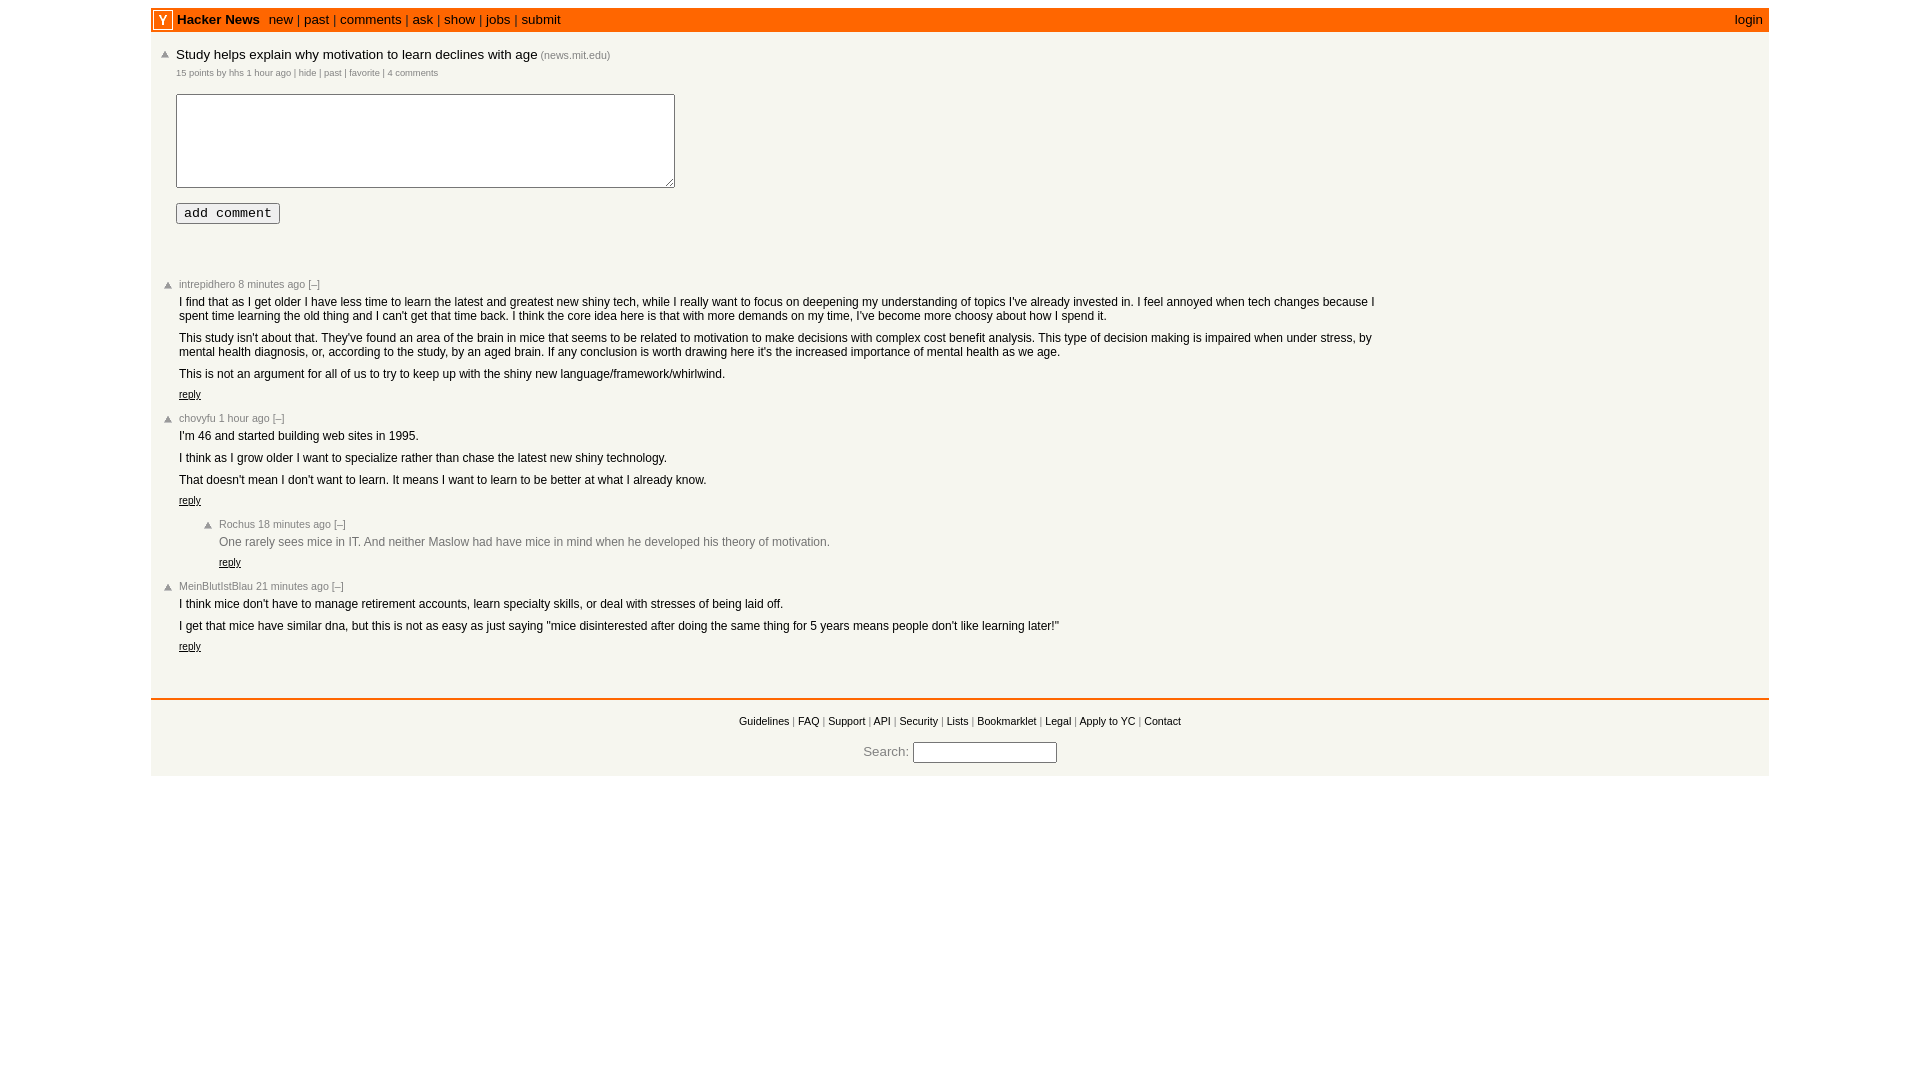 Y Hacker News new | past | comments | ask | show | jobs | submit login
Study helps explain why motivation to learn declines with age (news.mit.edu)
15 points by hhs 1 hour ago | hide | past | favorite | 4 comments
add comment
intrepidhero 8 minutes ago [–]
I find that as I get older I have less time to learn the latest and greatest new shiny tech, while I really want to focus on deepening my understanding of topics I've already invested in. I feel annoyed when tech changes because I
spent time learning the old thing and I can't get that time back. I think the core idea here is that with more demands on my time, I've become more choosy about how I spend it.
This study isn't about that. They've found an area of the brain in mice that seems to be related to motivation to make decisions with complex cost benefit analysis. This type of decision making is impaired when under stress, by
mental health diagnosis, or, according to the study, by an aged brain. If any conclusion is worth drawing here it's the increased importance of mental health as we age.
This is not an argument for all of us to try to keep up with the shiny new language/framework/whirlwind.
reply
chovyfu 1 hour ago [–]
I'm 46 and started building web sites in 1995.
I think as I grow older I want to specialize rather than chase the latest new shiny technology.
That doesn't mean I don't want to learn. It means I want to learn to be better at what I already know.
reply
Rochus 18 minutes ago [–]
One rarely sees mice in IT. And neither Maslow had have mice in mind when he developed his theory of motivation.
reply
MeinBlutIstBlau 21 minutes ago [–]
I think mice don't have to manage retirement accounts, learn specialty skills, or deal with stresses of being laid off.
I get that mice have similar dna, but this is not as easy as just saying "mice disinterested after doing the same thing for 5 years means people don't like learning later!"
reply
Guidelines | FAQ | Support | API | Security | Lists | Bookmarklet | Legal | Apply to YC | Contact
Search: